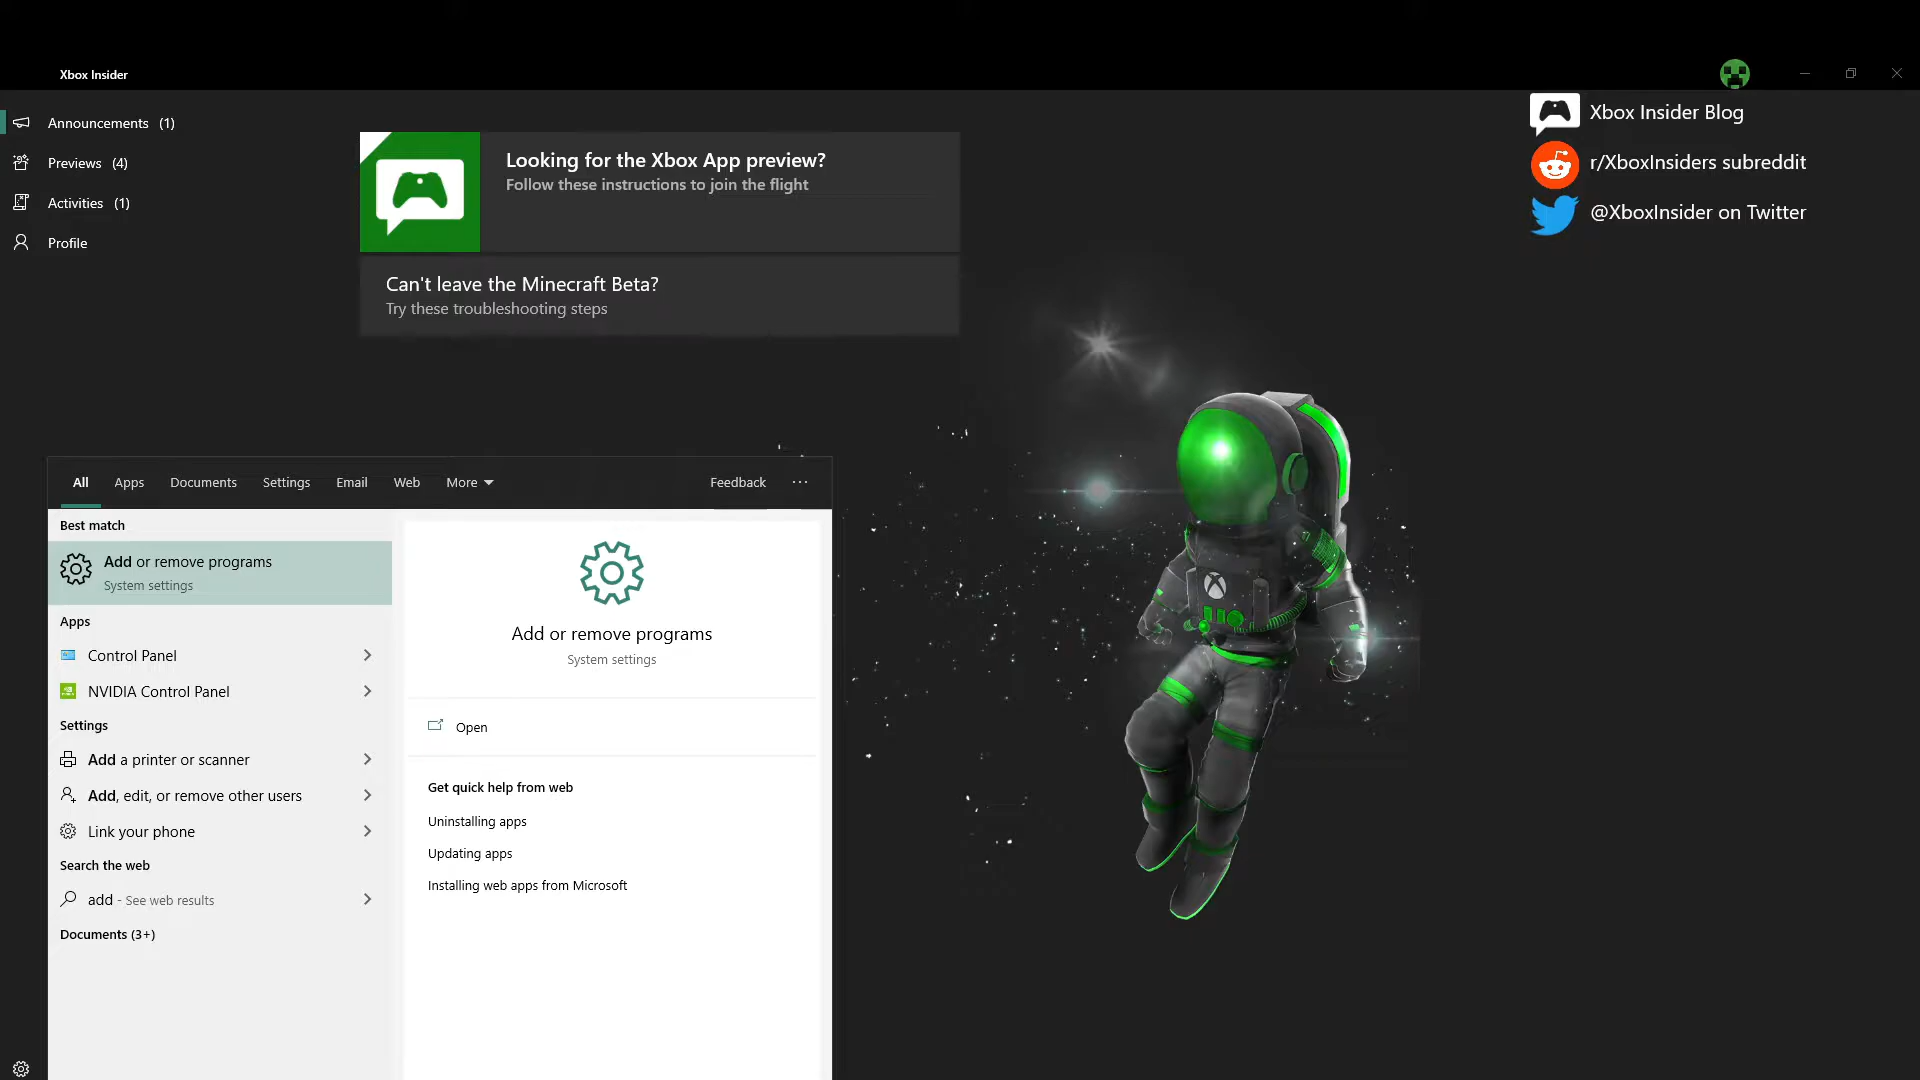 Xbox Insider
Announcements (1)
Previews (4)
Activities (1)
Profile
Looking for the Xbox App preview?
Follow these instructions to join the flight
Can't leave the Minecraft Beta?
Try these troubleshooting steps
Xbox Insider Blog
r/XboxInsiders subreddit
@XboxInsider on Twitter
All Apps Documents Settings Email Web More Feedback ...
Best match
Add or remove programs
System settings
Apps
Control Panel
NVIDIA Control Panel
Settings
Add a printer or scanner
Add, edit, or remove other users
Link your phone
Search the web
add - See web results
Documents (3+)
Add or remove programs
System settings
Open
Get quick help from web
Uninstalling apps
Updating apps
Installing web apps from Microsoft